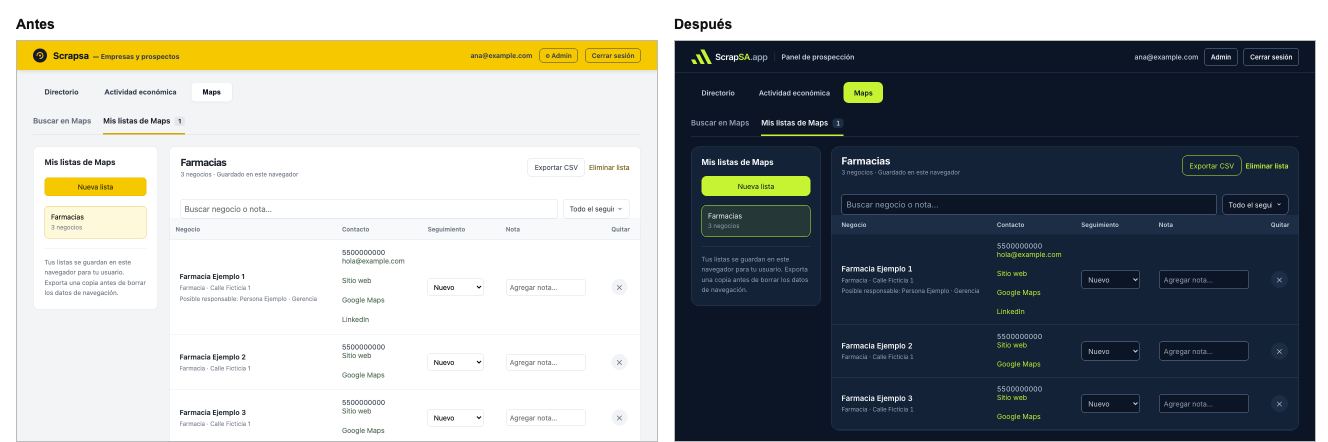 Antes
Scrapsa — Empresas y prospectos
ana@example.com
Admin
Cerrar sesión
Directorio
Actividad económica
Maps
Buscar en Maps
Mis listas de Maps 1
Mis listas de Maps
Nueva lista
Farmacias
3 negocios
Tus listas se guardan en este
navegador para tu usuario. Exporta
una copia antes de borrar
los datos de navegación.
Farmacias
3 negocios · Guardado en este navegador
Exportar CSV
Eliminar lista
Buscar negocio o nota...
Todo el segui
Negocio
Contacto
Seguimiento
Nota
Quitar
Farmacia Ejemplo 1
Farmacia · Calle Ficticia 1
Posible responsable: Persona Ejemplo · Gerencia
5500000000
hola@example.com
Sitio web
Google Maps
LinkedIn
Nuevo
Agregar nota...
×
Farmacia Ejemplo 2
Farmacia · Calle Ficticia 1
5500000000
Sitio web
Google Maps
Nuevo
Agregar nota...
×
Farmacia Ejemplo 3
Farmacia · Calle Ficticia 1
5500000000
Sitio web
Google Maps
Nuevo
Agregar nota...
×
Después
ScrapSA.app
Panel de prospección
ana@example.com
Admin
Cerrar sesión
Directorio
Actividad económica
Maps
Buscar en Maps
Mis listas de Maps 1
Mis listas de Maps
Nueva lista
Farmacias
3 negocios
Tus listas se guardan en este
navegador para tu usuario. Exporta
una copia antes de borrar los datos
de navegación.
Farmacias
3 negocios · Guardado en este navegador
Exportar CSV
Eliminar lista
Buscar negocio o nota...
Todo el segui
Negocio
Contacto
Seguimiento
Nota
Quitar
Farmacia Ejemplo 1
Farmacia · Calle Ficticia 1
Posible responsable: Persona Ejemplo · Gerencia
5500000000
hola@example.com
Sitio web
Google Maps
LinkedIn
Nuevo
Agregar nota...
×
Farmacia Ejemplo 2
Farmacia · Calle Ficticia 1
5500000000
Sitio web
Google Maps
Nuevo
Agregar nota...
×
Farmacia Ejemplo 3
Farmacia · Calle Ficticia 1
5500000000
Sitio web
Google Maps
Nuevo
Agregar nota...
×